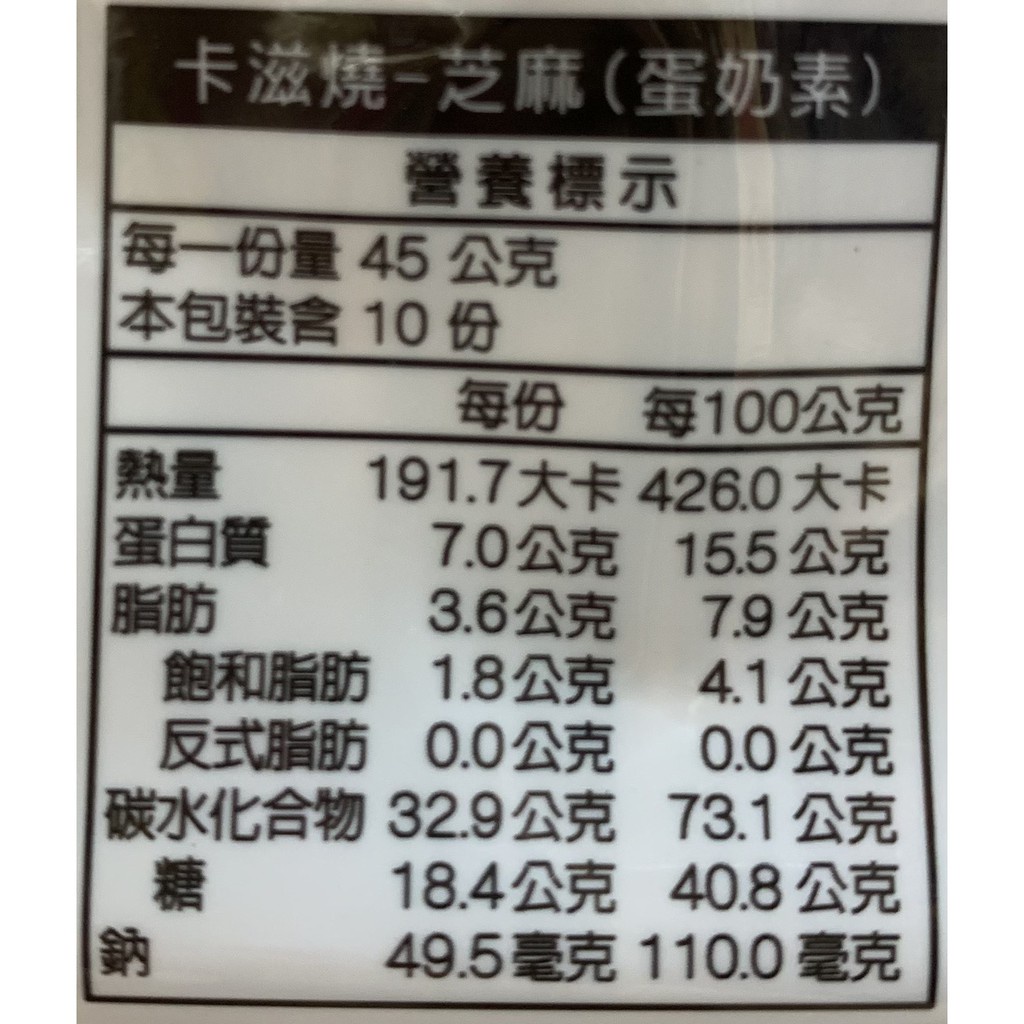 卡滋燒-芝麻(蛋奶素)
營養標示
每一份量 45 公克
本包裝含 10 份
每份 每100公克
熱量 191.7大卡 426.0 大卡
蛋白質 7.0公克 15.5 公克
脂肪 3.6公克 7.9 公克
飽和脂肪 1.8公克 4.1 公克
反式脂肪 0.0公克 0.0 公克
碳水化合物 32.9公克 73.1 公克
糖 18.4公克 40.8 公克
鈉 49.5毫克 110.0 毫克